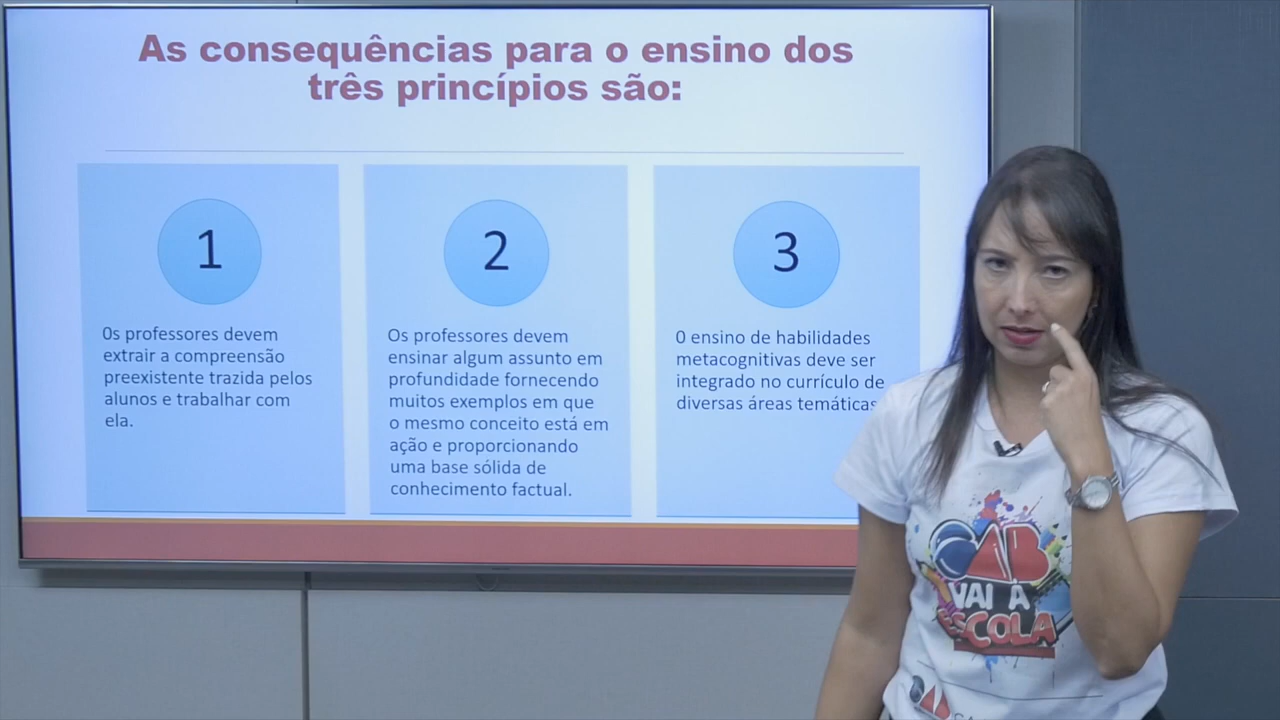 As consequências para o ensino dos
três princípios são:
1
Os professores devem
extrair a compreensão
preexistente trazida pelos
alunos e trabalhar com
ela.
2
Os professores devem
ensinar algum assunto em
profundidade fornecendo
muitos exemplos em que
o mesmo conceito está em
ação e proporcionando
uma base sólida de
conhecimento factual.
3
O ensino de habilidades
metacognitivas deve ser
integrado no currículo de
diversas áreas temáticas
OAB
VAI À
ESCOLA
OAB